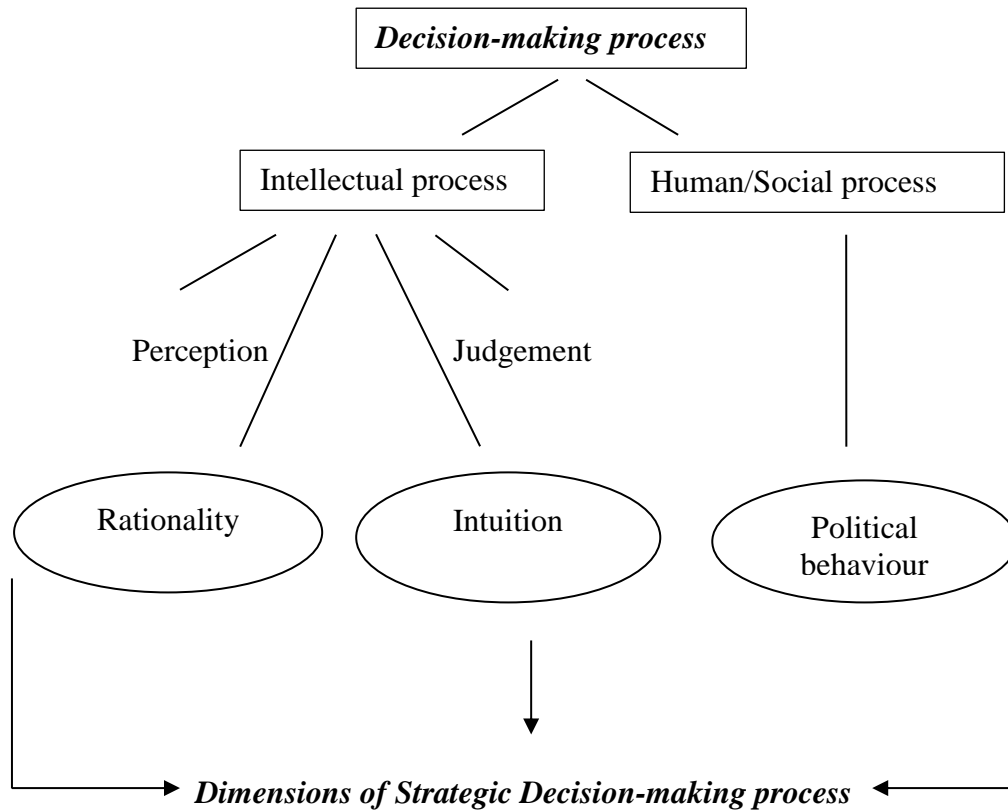 Decision-making process
Intellectual process
Human/Social process
Perception
Judgement
Rationality
Intuition
Political
behaviour
Dimensions of Strategic Decision-making process